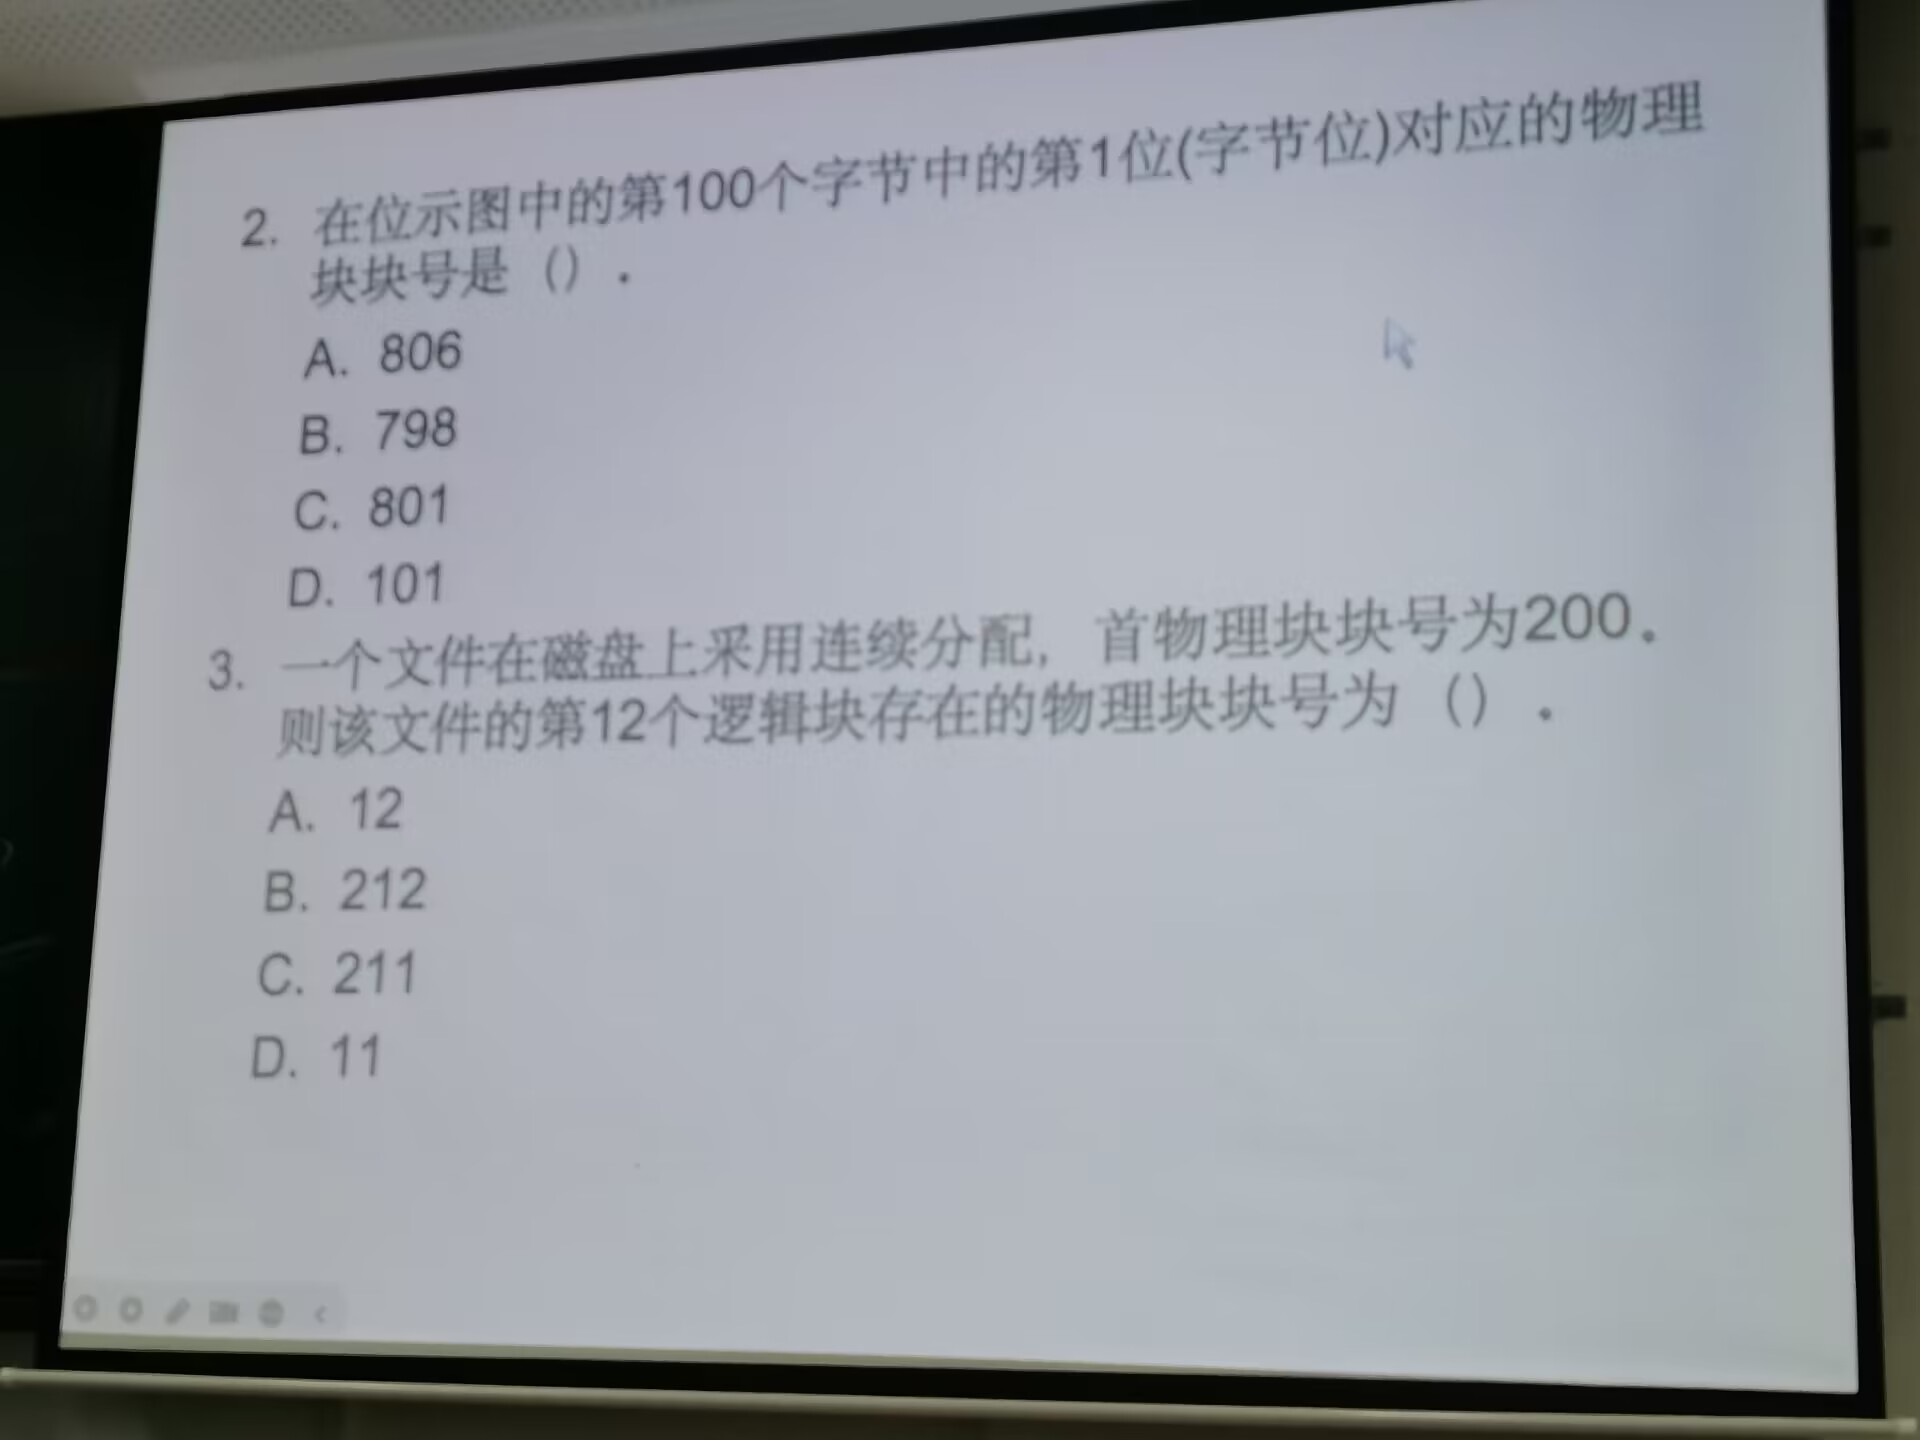 2. 在位示图中的第100个字节中的第1位(字节位)对应的物理
块块号是（）.
A. 806
B. 798
C. 801
D. 101
3. 一个文件在磁盘上采用连续分配，首物理块块号为200.
则该文件的第12个逻辑块存在的物理块块号为（）.
A. 12
B. 212
C. 211
D. 11